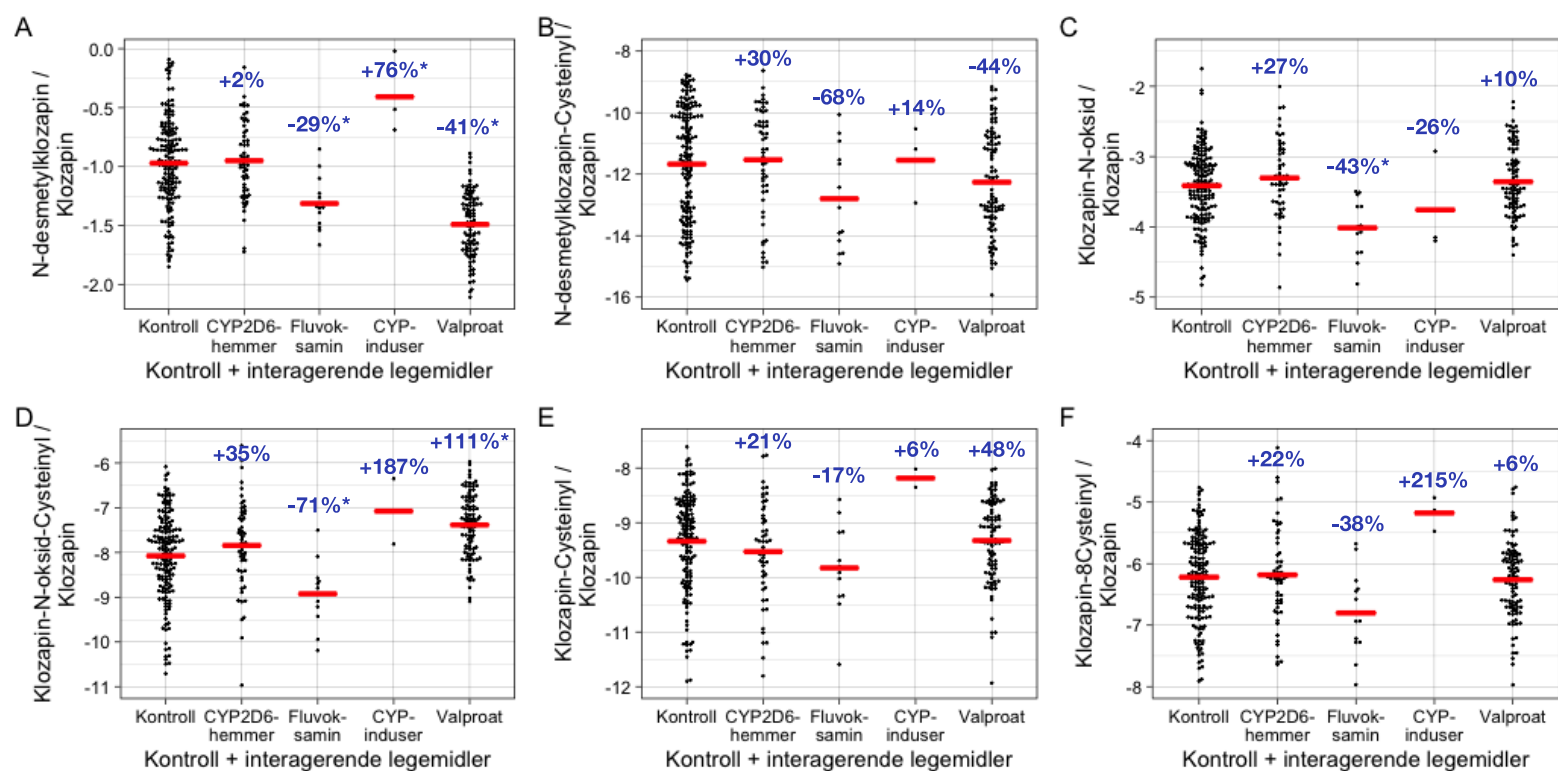 A
N-desmetylklozapin /
Klozapin
0.0
-0.5
-1.0
-1.5
-2.0
+2%
-29%*
+76%*
-41%*
Kontroll
CYP2D6-
hemmer
Fluvok-
samin
CYP-
induser
Valproat
Kontroll + interagerende legemidler
B
N-desmetylklozapin-Cysteinyl /
Klozapin
-8
-10
-12
-14
-16
+30%
-68%
+14%
-44%
Kontroll
CYP2D6-
hemmer
Fluvok-
samin
CYP-
induser
Valproat
Kontroll + interagerende legemidler
C
Klozapin-N-oksid /
Klozapin
-2
-3
-4
-5
+27%
-43%*
-26%
+10%
Kontroll
CYP2D6-
hemmer
Fluvok-
samin
CYP-
induser
Valproat
Kontroll + interagerende legemidler
D
Klozapin-N-oksid-Cysteinyl /
Klozapin
-6
-7
-8
-9
-10
-11
+35%
-71%*
+187%
+111%*
Kontroll
CYP2D6-
hemmer
Fluvok-
samin
CYP-
induser
Valproat
Kontroll + interagerende legemidler
E
Klozapin-Cysteinyl /
Klozapin
-8
-9
-10
-11
-12
+21%
-17%
+6%
+48%
Kontroll
CYP2D6-
hemmer
Fluvok-
samin
CYP-
induser
Valproat
Kontroll + interagerende legemidler
F
Klozapin-8Cysteinyl /
Klozapin
-4
-5
-6
-7
-8
+22%
-38%
+215%
+6%
Kontroll
CYP2D6-
hemmer
Fluvok-
samin
CYP-
induser
Valproat
Kontroll + interagerende legemidler